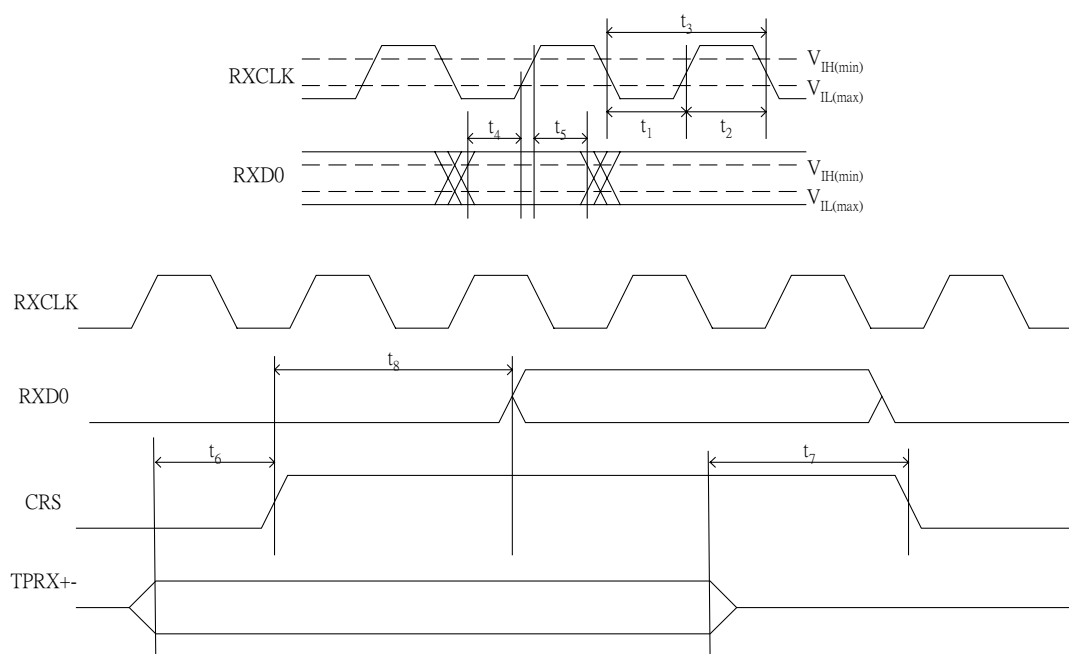 t3
RXCLK
VIH(min)
VIL(max)
t4
t5
t1
t2
RXD0
VIH(min)
VIL(max)
RXCLK
t8
RXD0
t6
t7
CRS
TPRX+-